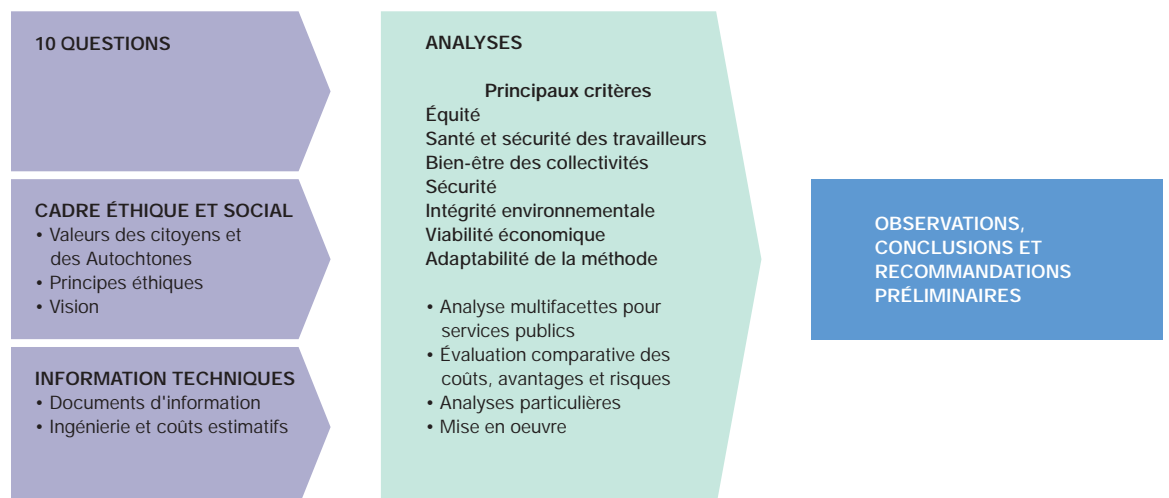 10 QUESTIONS
CADRE ÉTHIQUE ET SOCIAL
• Valeurs des citoyens et
des Autochtones
• Principes éthiques
• Vision
INFORMATION TECHNIQUES
• Documents d'information
• Ingénierie et coûts estimatifs
ANALYSES
Principaux critères
Équité
Santé et sécurité des travailleurs
Bien-être des collectivités
Sécurité
Intégrité environnementale
Viabilité économique
Adaptabilité de la méthode
• Analyse multifacettes pour
services publics
• Évaluation comparative des
coûts, avantages et risques
• Analyses particulières
• Mise en oeuvre
OBSERVATIONS,
CONCLUSIONS ET
RECOMMANDATIONS
PRÉLIMINAIRES